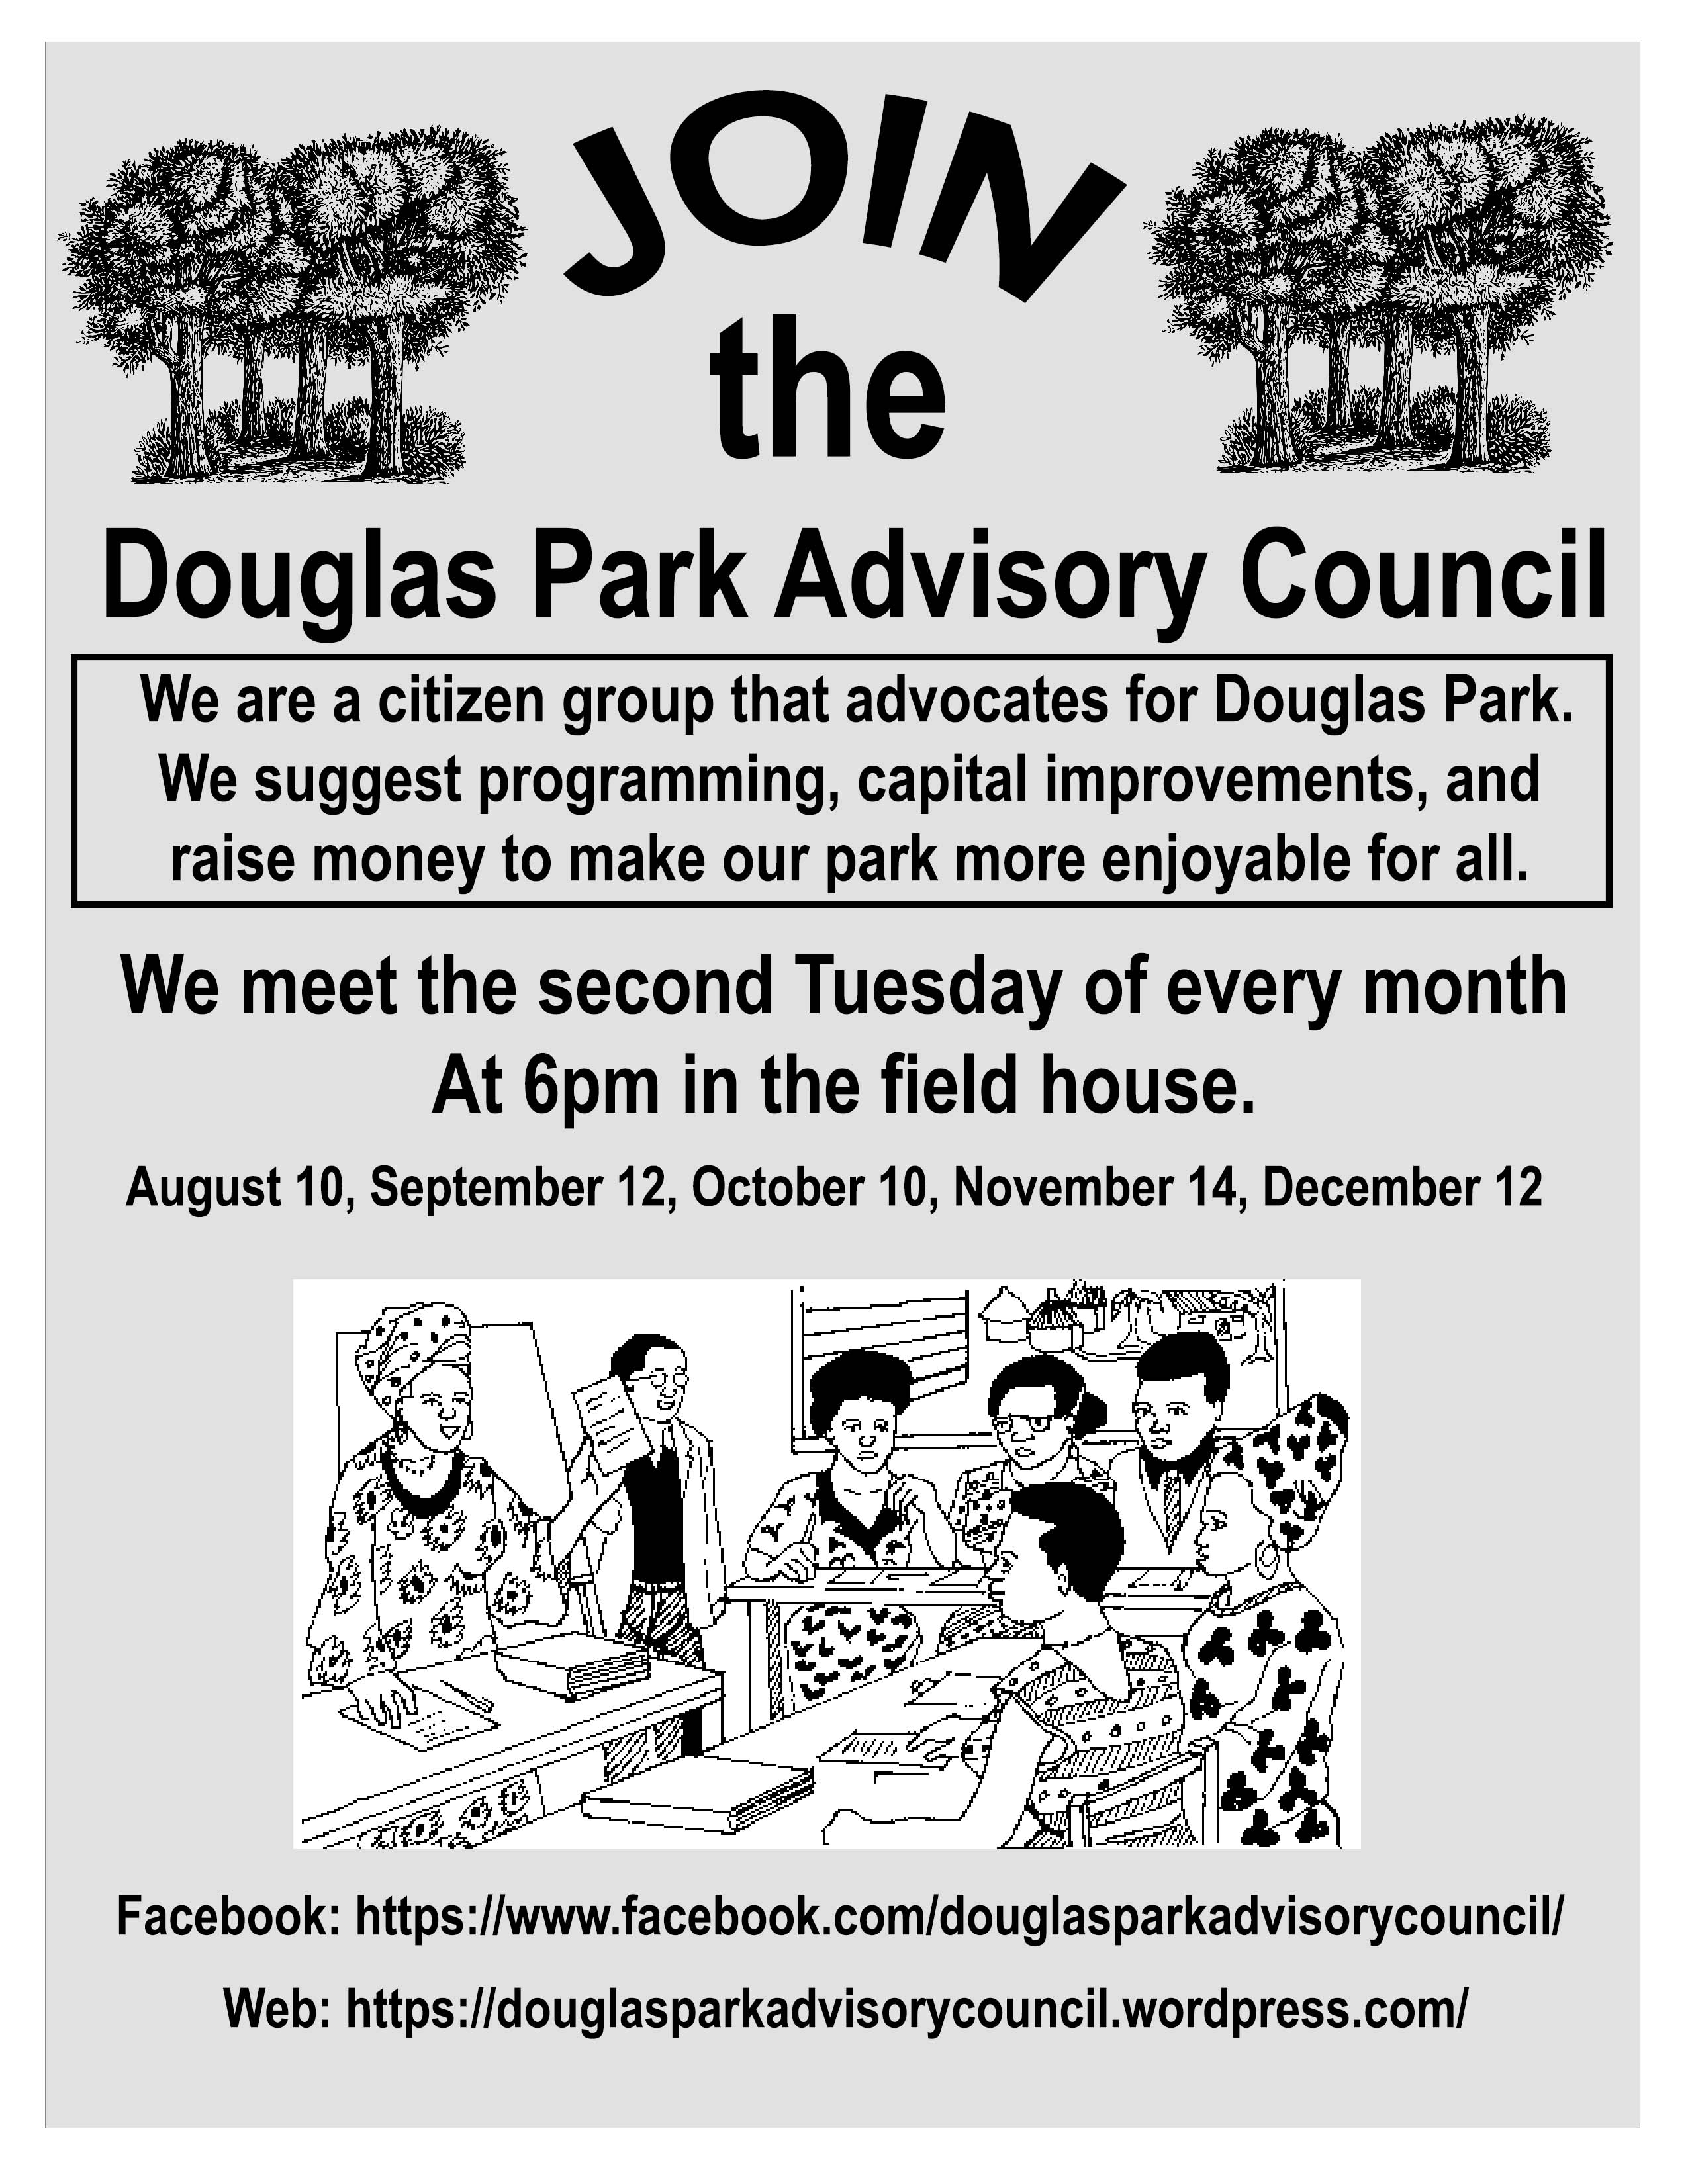 JOIN
the
Douglas Park Advisory Council
We are a citizen group that advocates for Douglas Park.
We suggest programming, capital improvements, and
raise money to make our park more enjoyable for all.
We meet the second Tuesday of every month
At 6pm in the field house.
August 10, September 12, October 10, November 14, December 12
Facebook: https://www.facebook.com/douglasparkadvisorycouncil/
Web: https://douglasparkadvisorycouncil.wordpress.com/